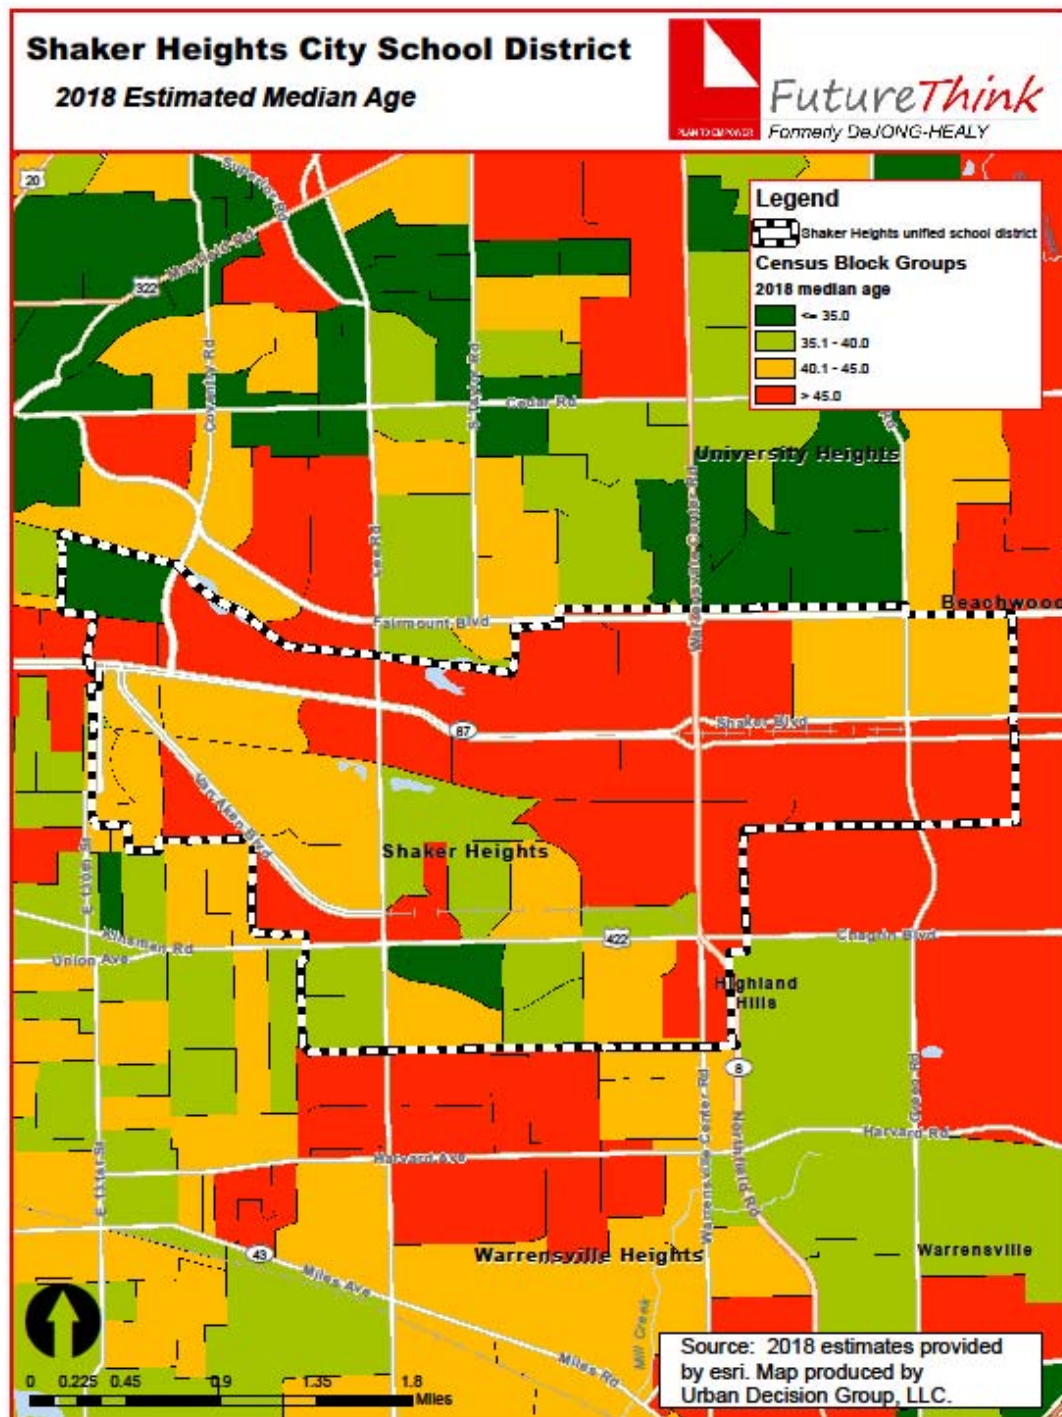 Shaker Heights City School District
2018 Estimated Median Age
PLAN TO EMPOWER
FutureThink
Formerly DeJONG-HEALY
Legend
Shaker Heights unified school district
Census Block Groups
2018 median age
<= 35.0
35.1 - 40.0
40.1 - 45.0
> 45.0
20
Superior Rd
Mayfield Rd
322
Coventry Rd
S Taylor Rd
Cedar Rd
Rd
University Heights
Warrensville Center Rd
Lee Rd
Beachwood
Fairmount Blvd
Shaker Blvd
87
Van Aken Blvd
Shaker Heights
E 116th St
Kinsman Rd
Union Ave
422
Chagrin Blvd
Highland
Hills
8
Green Rd
Warrensville Center Rd
Northfield Rd
Harvard Rd
Harvard Ave
E 131st St
43
Warrensville Heights
Warrensville
Miles Ave
Mill Creek
Miles Rd
0 0.225 0.45 0.9 1.35 1.8
Miles
Source: 2018 estimates provided
by esri. Map produced by
Urban Decision Group, LLC.